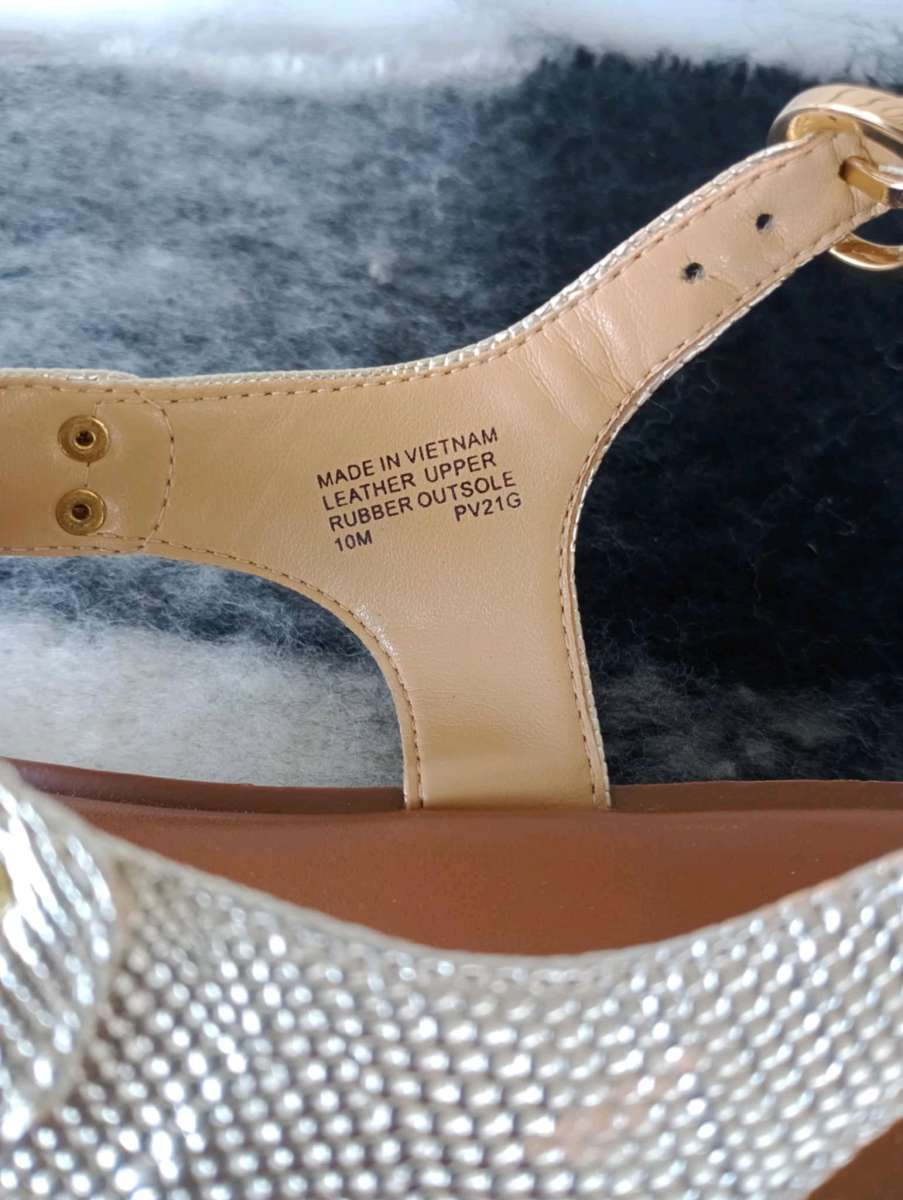 MADE IN VIETNAM
LEATHER UPPER
RUBBER OUTSOLE
10M PV21G